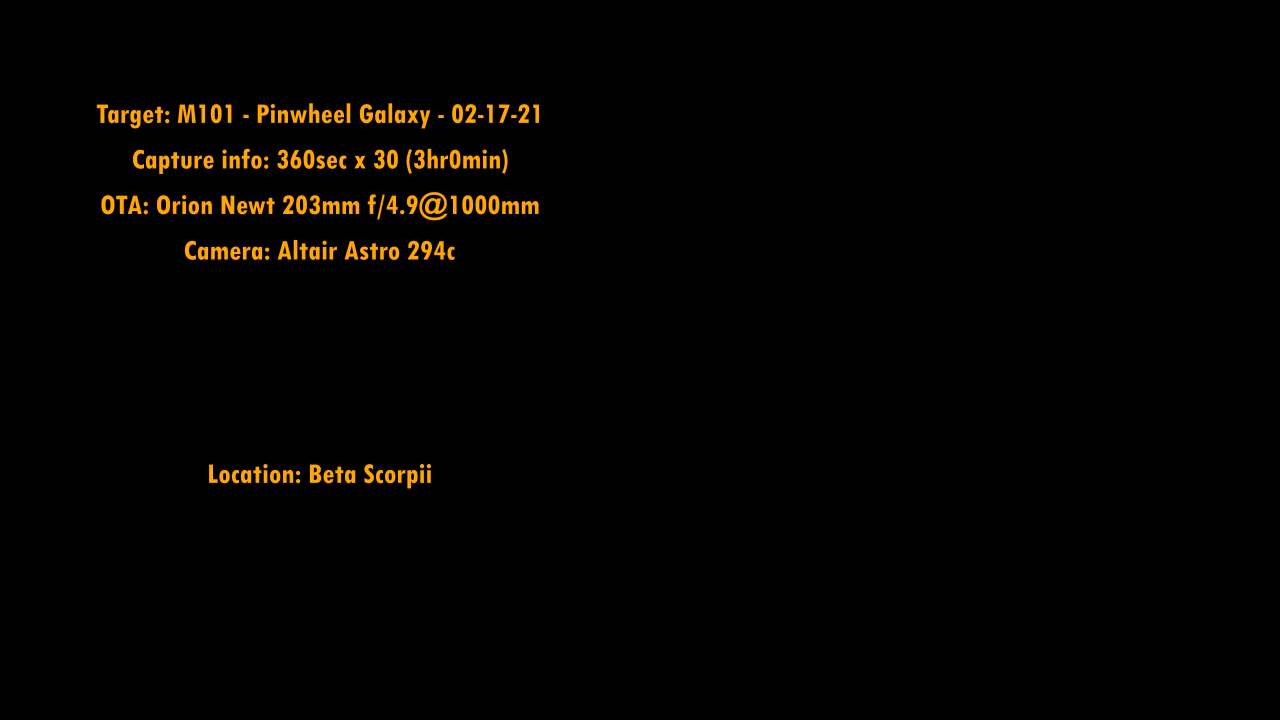 Target: M101 - Pinwheel Galaxy - 02-17-21
Capture info: 360sec x 30 (3hr0min)
OTA: Orion Newt 203mm f/4.9@1000mm
Camera: Altair Astro 294c
Location: Beta Scorpii